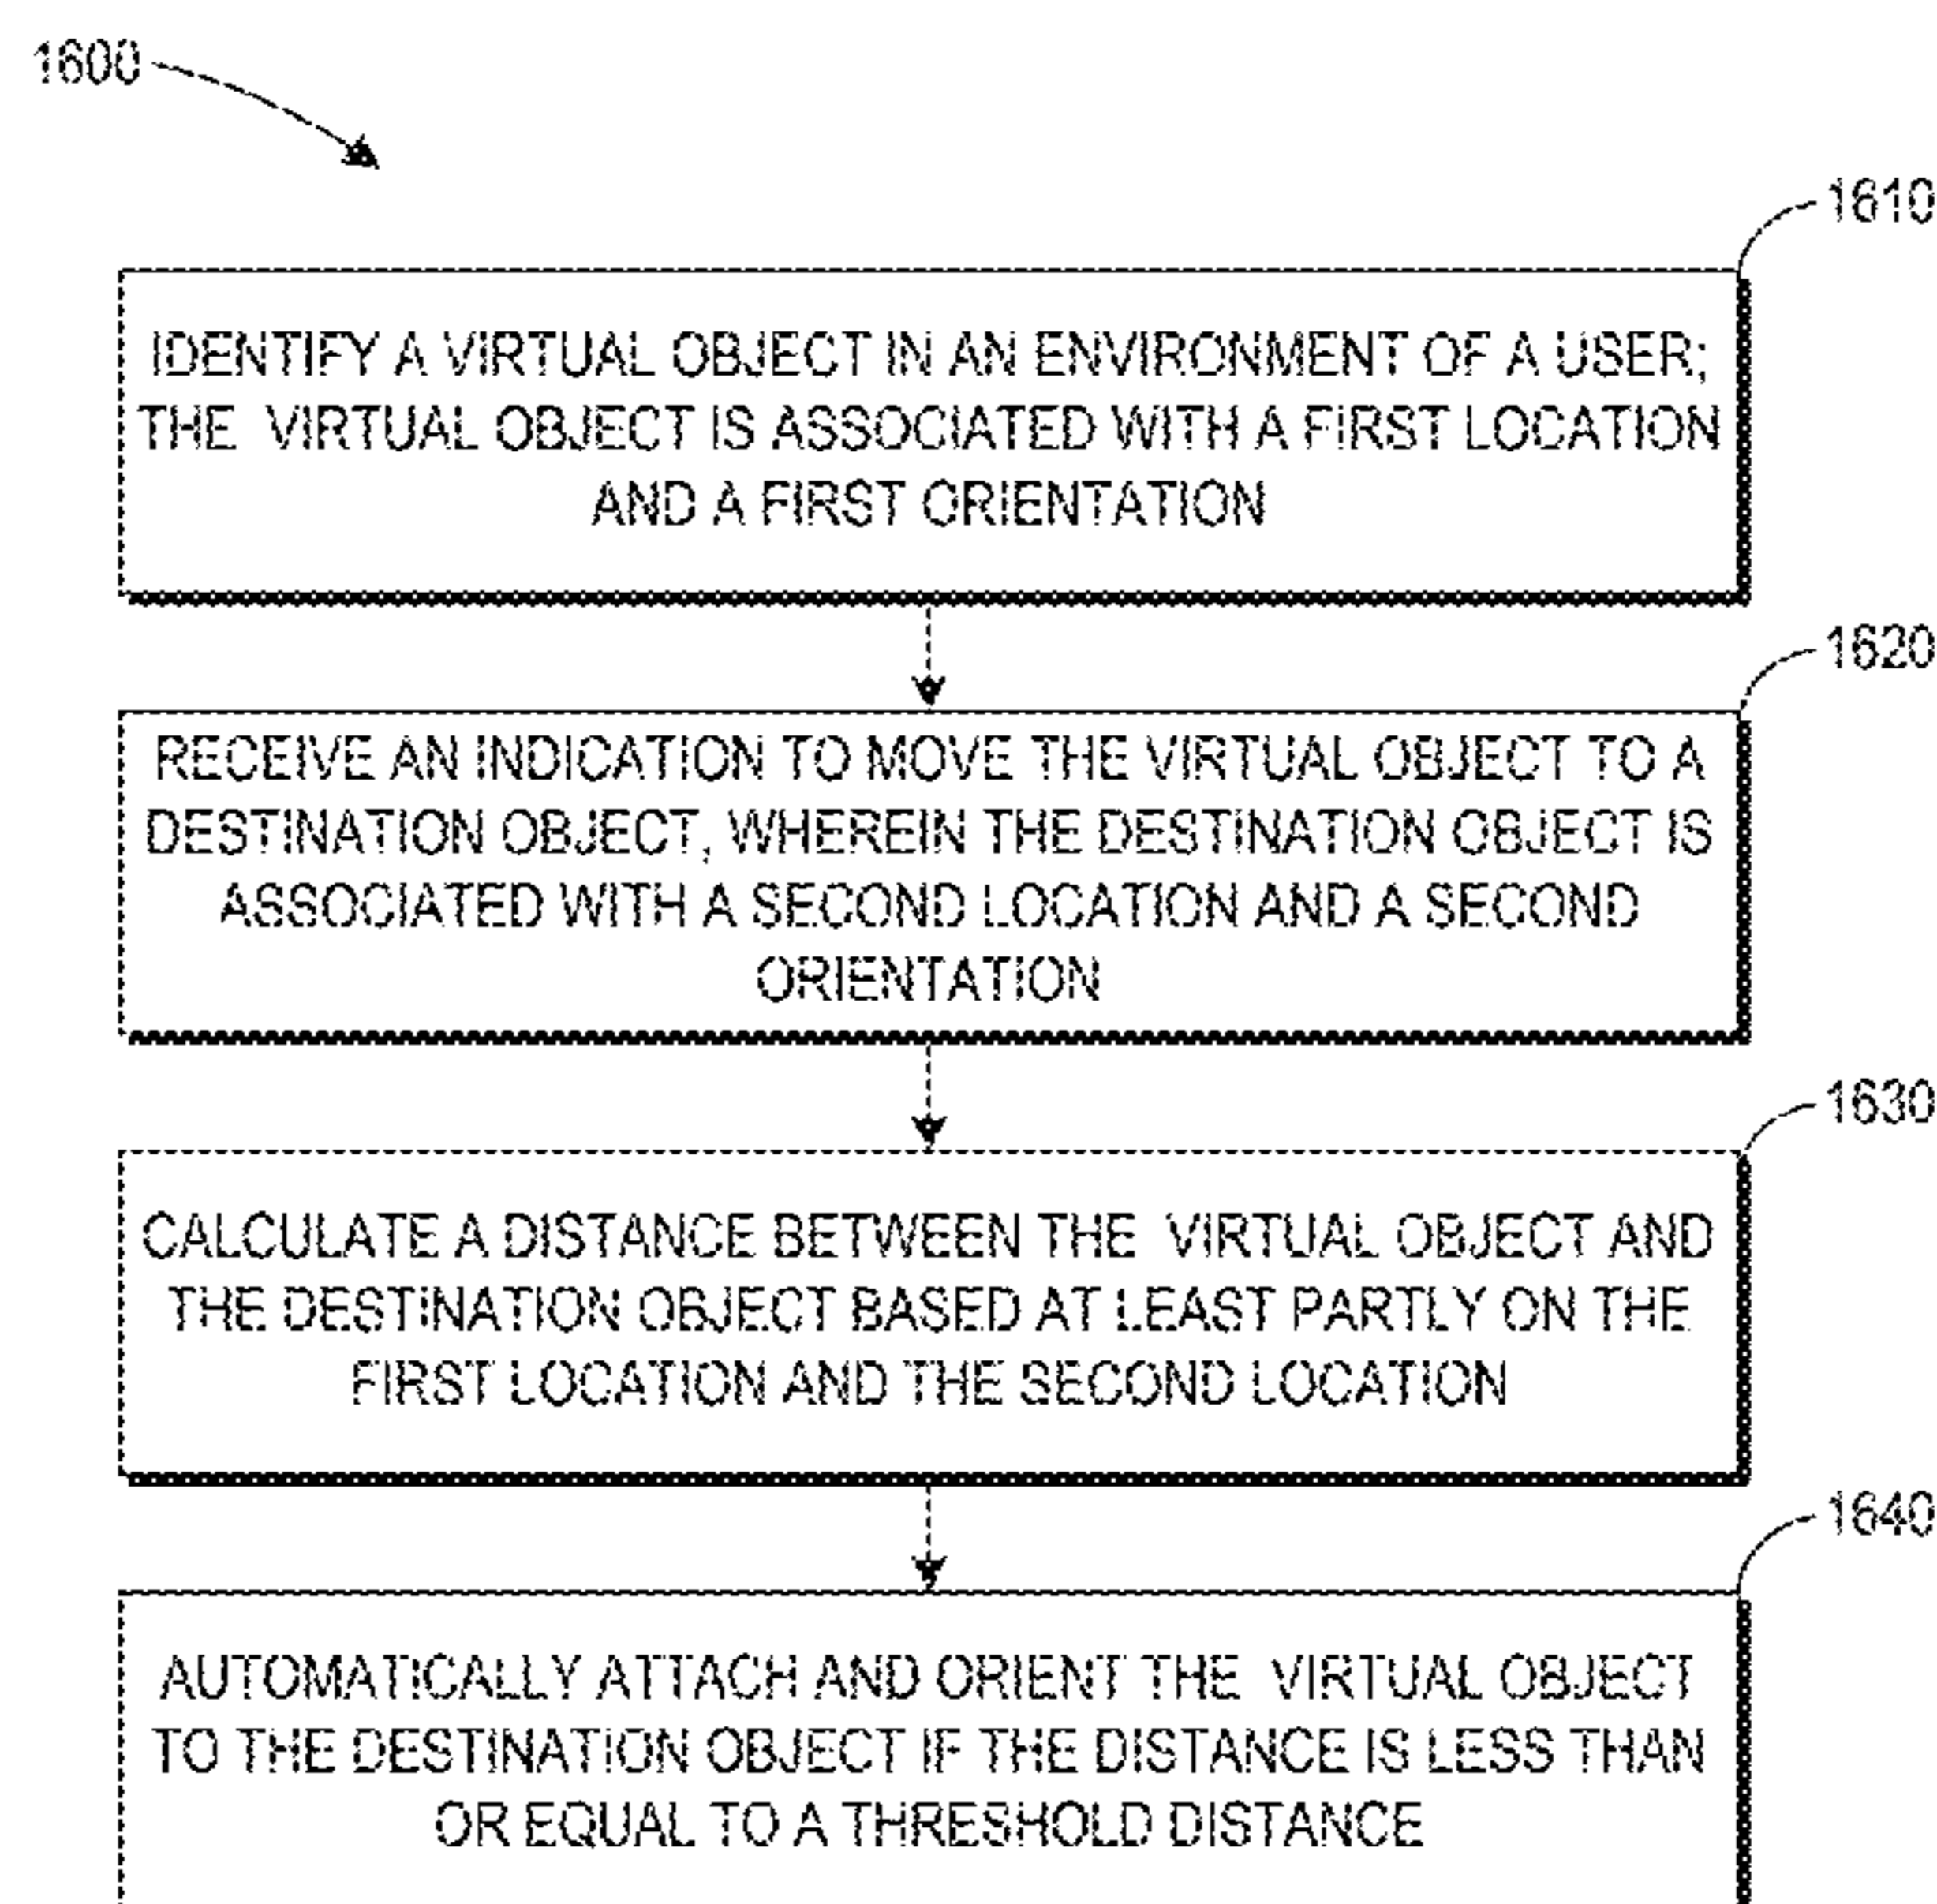 1600
1610
IDENTIFY A VIRTUAL OBJECT IN AN ENVIRONMENT OF A USER;
THE VIRTUAL OBJECT IS ASSOCIATED WITH A FIRST LOCATION
AND A FIRST ORIENTATION
1620
RECEIVE AN INDICATION TO MOVE THE VIRTUAL OBJECT TO A
DESTINATION OBJECT, WHEREIN THE DESTINATION OBJECT IS
ASSOCIATED WITH A SECOND LOCATION AND A SECOND
ORIENTATION
1630
CALCULATE A DISTANCE BETWEEN THE VIRTUAL OBJECT AND
THE DESTINATION OBJECT BASED AT LEAST PARTLY ON THE
FIRST LOCATION AND THE SECOND LOCATION
1640
AUTOMATICALLY ATTACH AND ORIENT THE VIRTUAL OBJECT
TO THE DESTINATION OBJECT IF THE DISTANCE IS LESS THAN
OR EQUAL TO A THRESHOLD DISTANCE